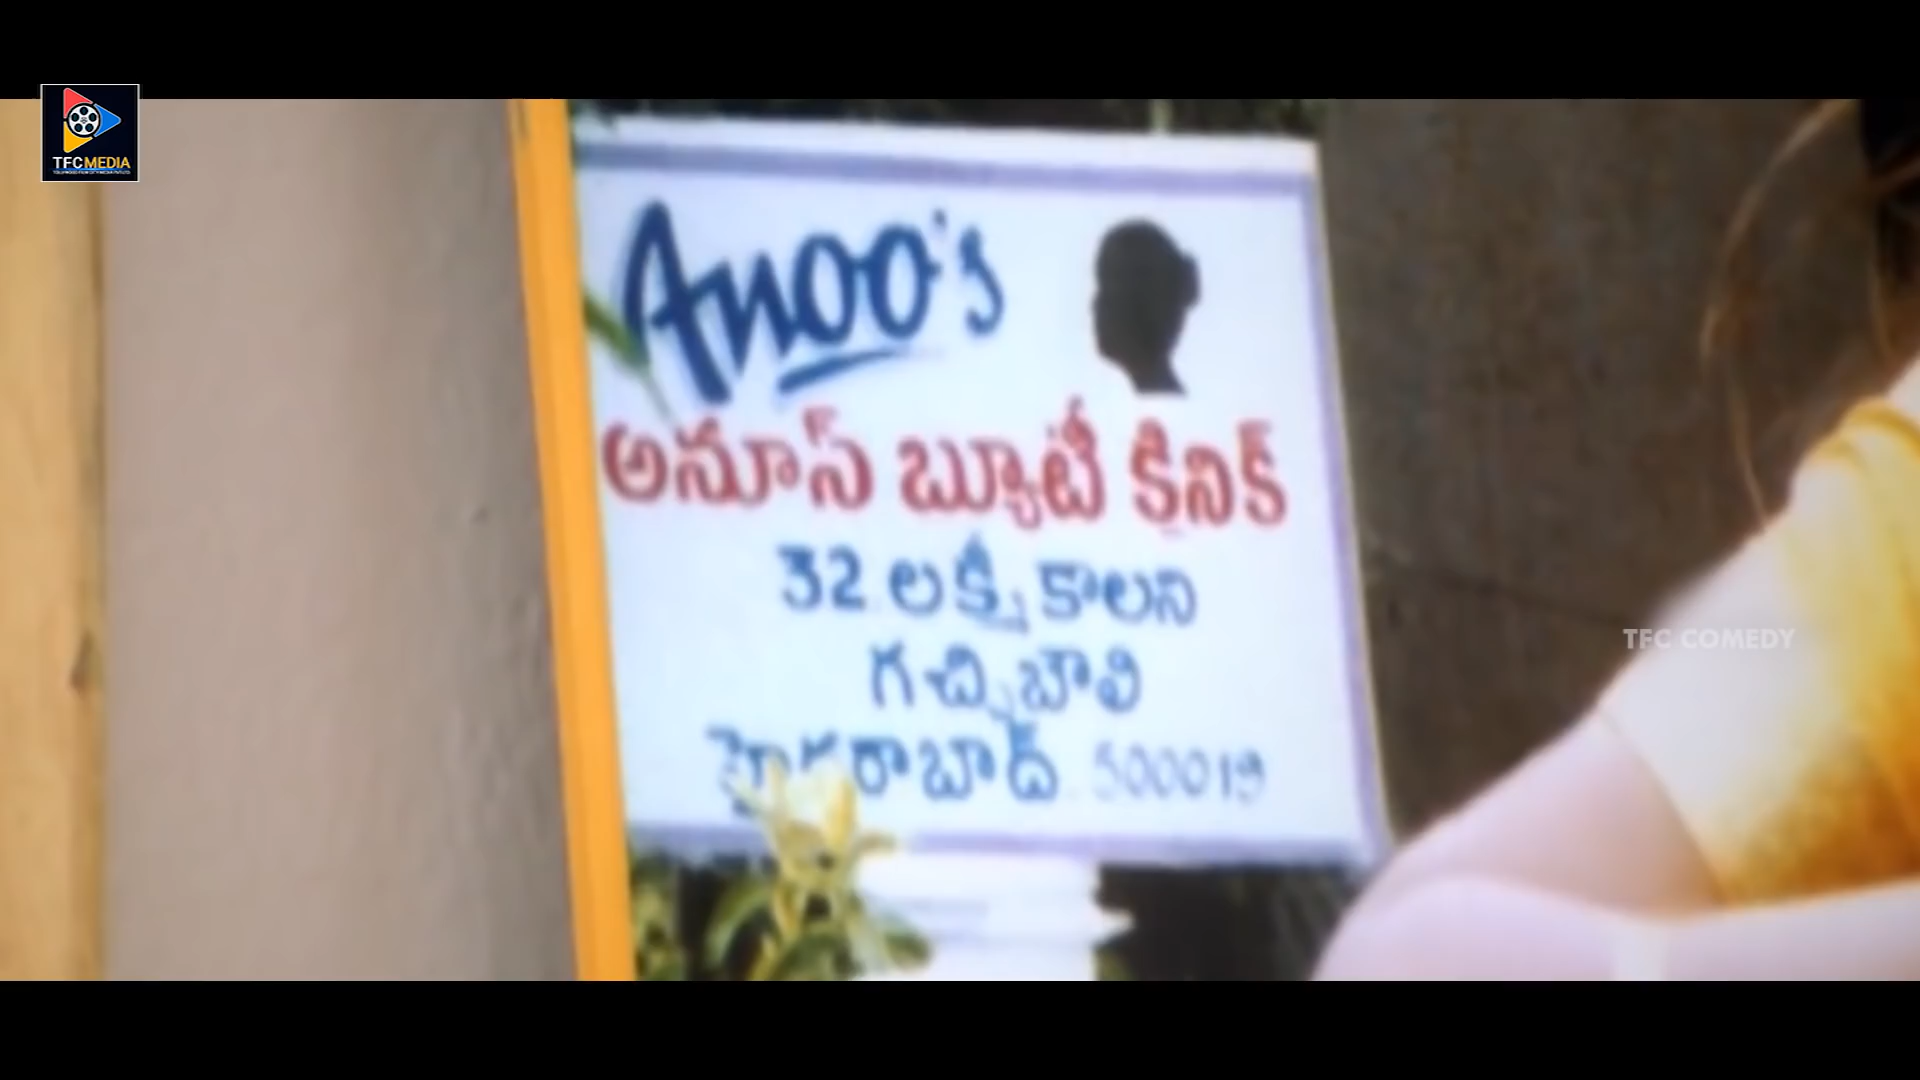 TFCMEDIA
Anoo's
అనూస్ బ్యూటీ క్లినిక్
32 లక్ష్మీ కాలని
గచ్చిబౌలి
హైదరాబాద్ 500019
TFC COMEDY